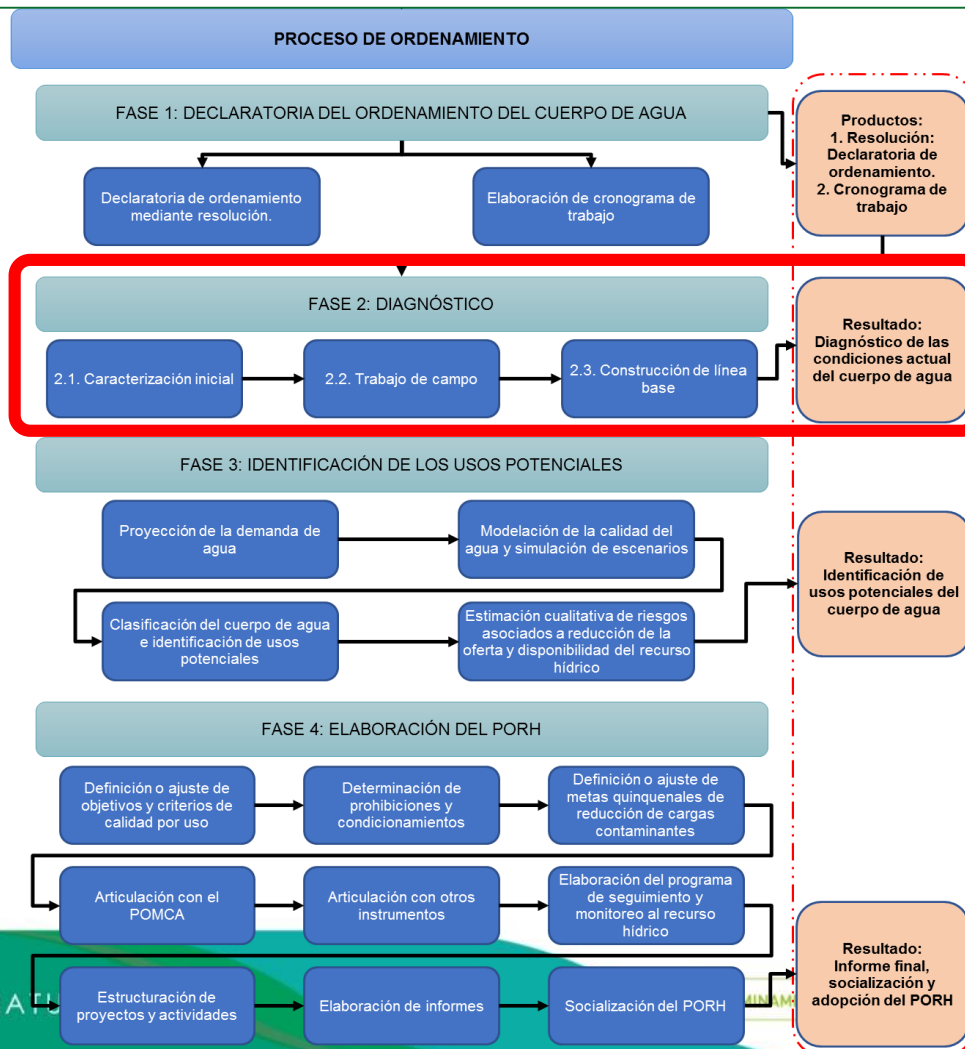 PROCESO DE ORDENAMIENTO
FASE 1: DECLARATORIA DEL ORDENAMIENTO DEL CUERPO DE AGUA
Declaratoria de ordenamiento
mediante resolución.
Elaboración de cronograma de
trabajo
Productos:
1. Resolución:
Declaratoria de
ordenamiento.
2. Cronograma de
trabajo
FASE 2: DIAGNÓSTICO
2.1. Caracterización inicial
2.2. Trabajo de campo
2.3. Construcción de línea
base
Resultado:
Diagnóstico de las
condiciones actual
del cuerpo de agua
FASE 3: IDENTIFICACIÓN DE LOS USOS POTENCIALES
Proyección de la demanda de
agua
Modelación de la calidad del
agua y simulación de escenarios
Clasificación del cuerpo de agua
e identificación de usos
potenciales
Estimación cualitativa de riesgos
asociados a reducción de la
oferta y disponibilidad del recurso
hídrico
Resultado:
Identificación de
usos potenciales del
cuerpo de agua
FASE 4: ELABORACIÓN DEL PORH
Definición o ajuste de
objetivos y criterios de
calidad por uso
Determinación de
prohibiciones y
condicionamientos
Definición o ajuste de
metas quinquenales de
reducción de cargas
contaminantes
Articulación con el
POMCA
Articulación con otros
instrumentos
Elaboración del programa
de seguimiento y
monitoreo al recurso
hídrico
Estructuración de
proyectos y actividades
Elaboración de informes
Socialización del PORH
Resultado:
Informe final,
socialización y
adopción del PORH
ATU
MINAM